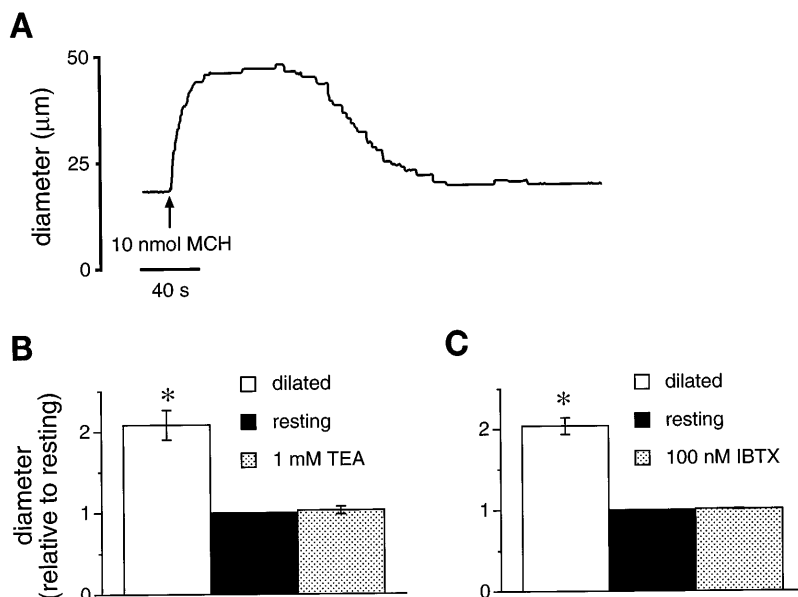 A
50
25
0
diameter (μm)
10 nmol MCH
40 s
B
diameter
(relative to resting)
2
1
0
*
dilated
resting
1 mM TEA
C
2
1
0
*
dilated
resting
100 nM IBTX